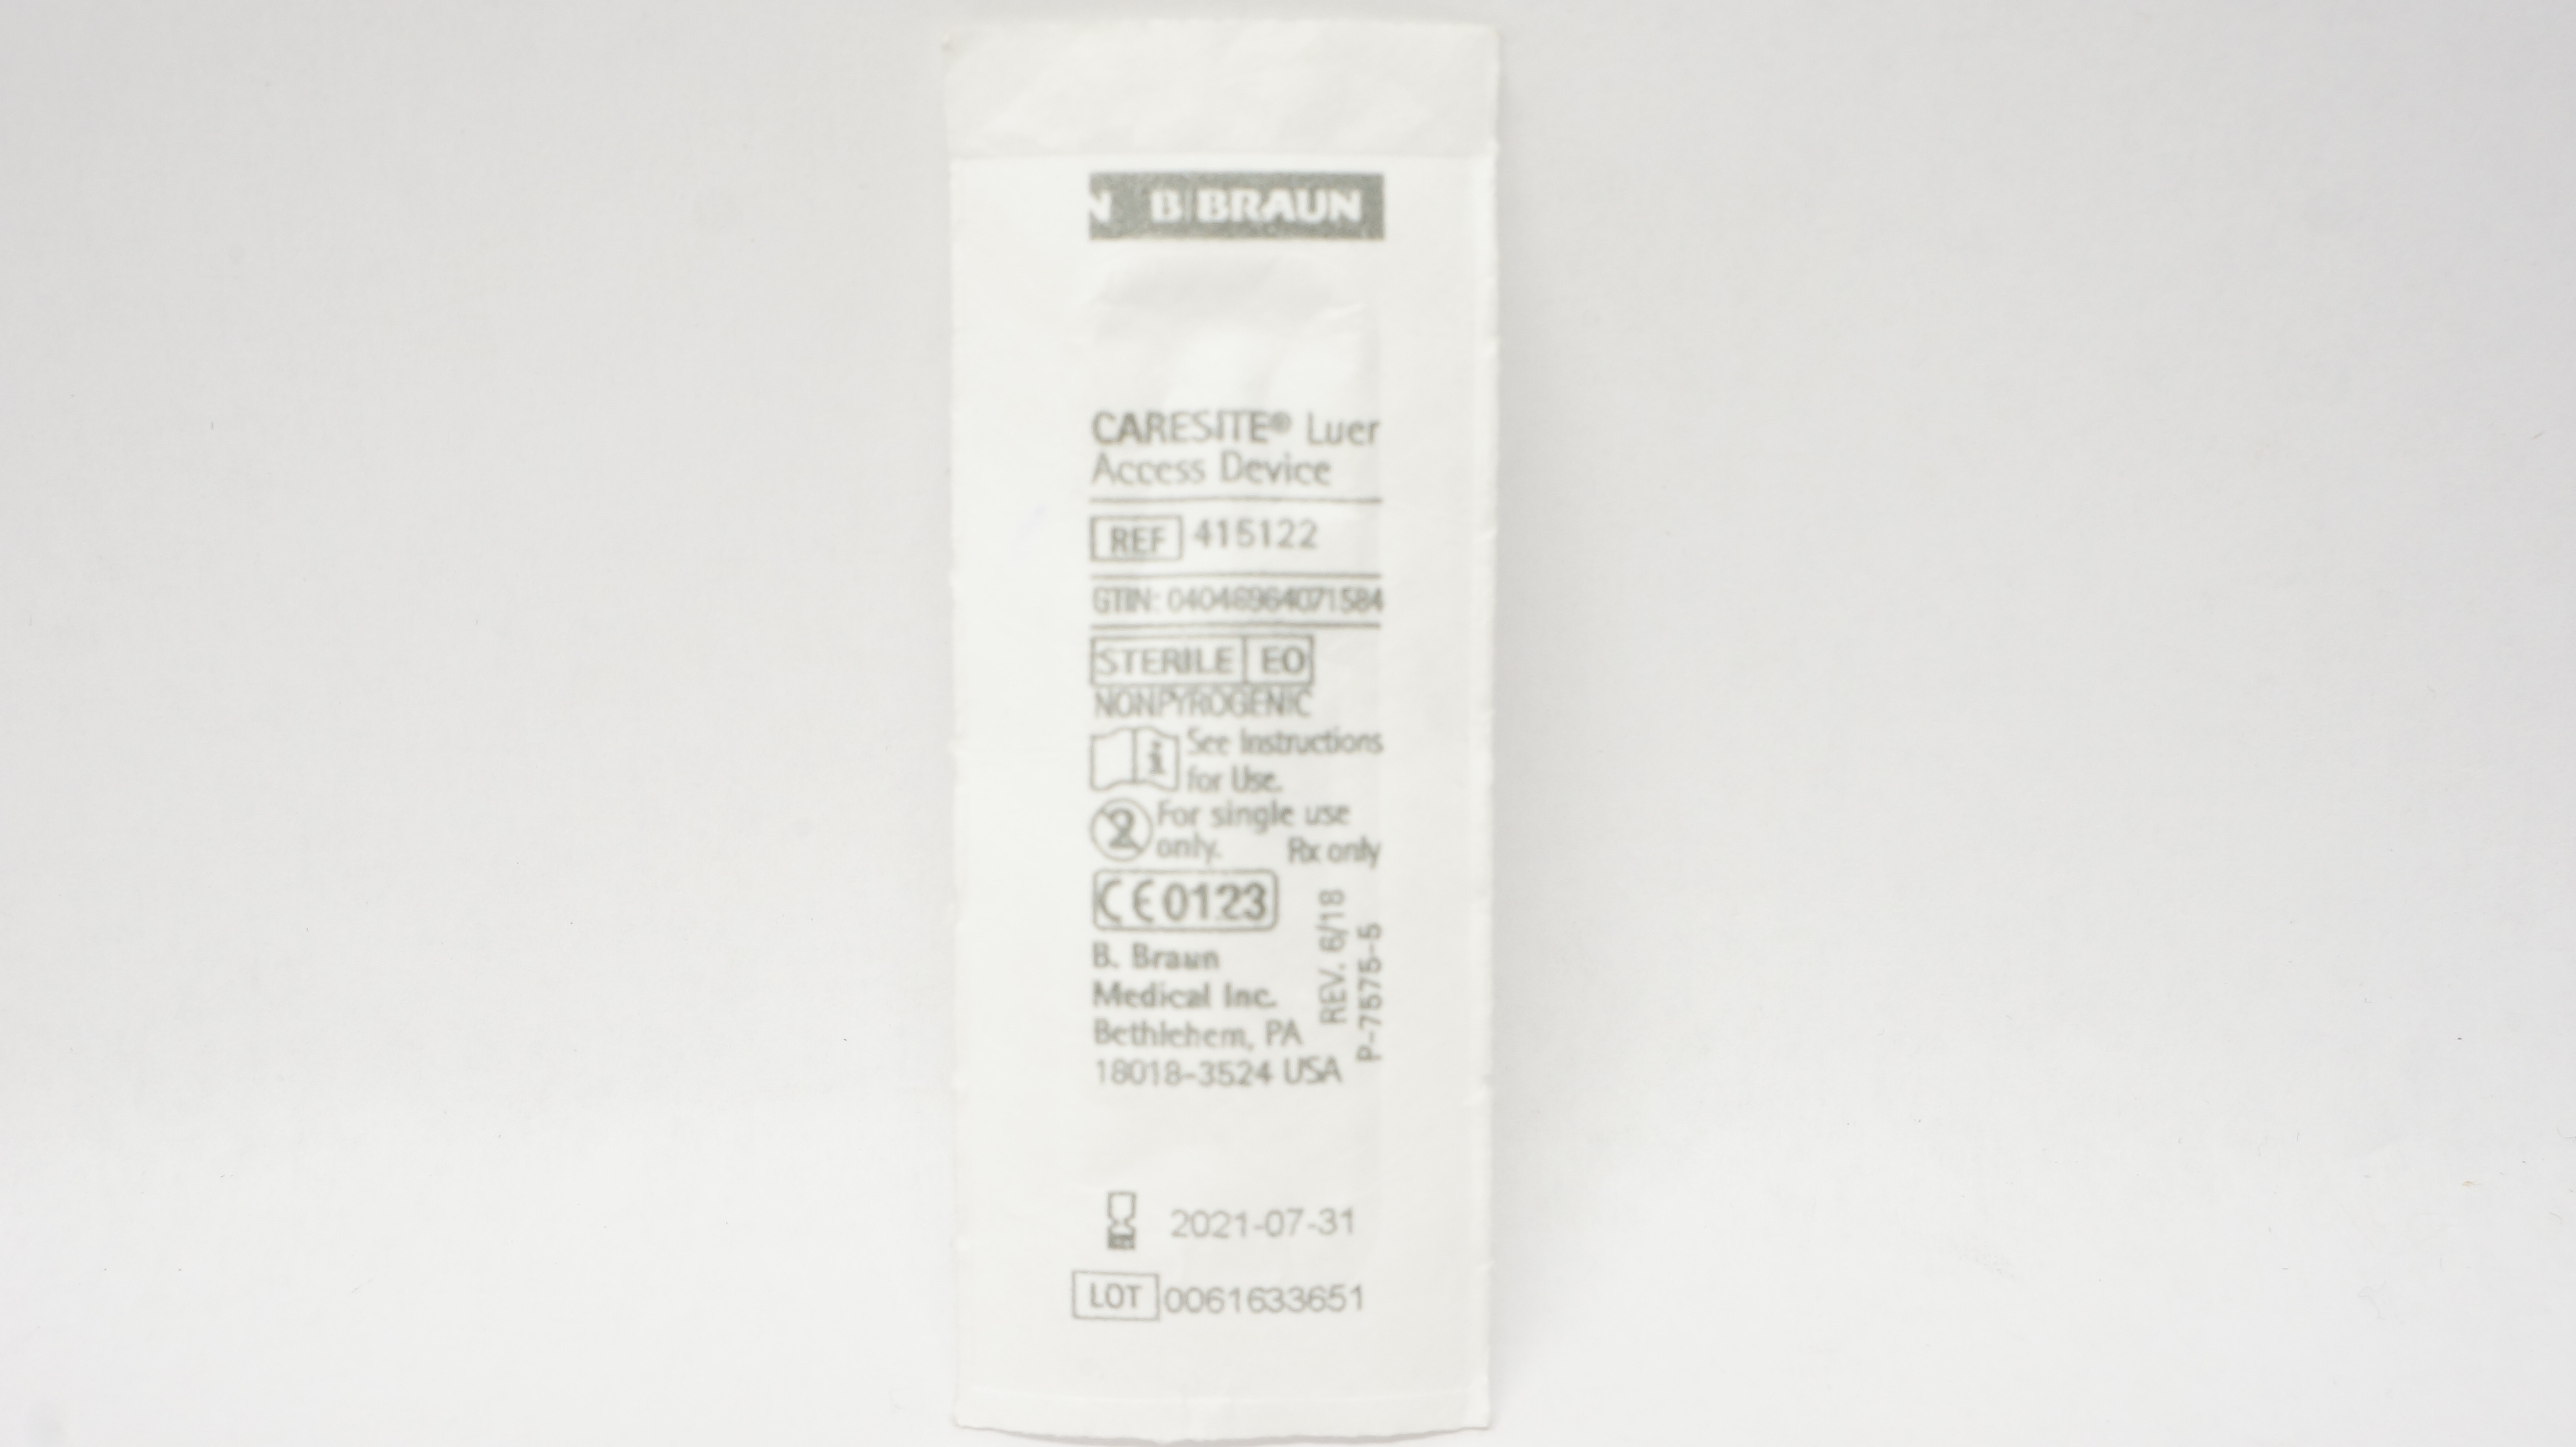 N B BRAUN
CARESITE® Luer
Access Device
REF 415122
GTIN: 04046964071584
STERILE EO
NONPYROGENIC
i See Instructions
for Use.
2 For single use
only. Rx only
CE 0123
B. Braun
Medical Inc.
Bethlehem, PA
18018-3524 USA
REV. 6/18
P-7575-5
2021-07-31
LOT 0061633651